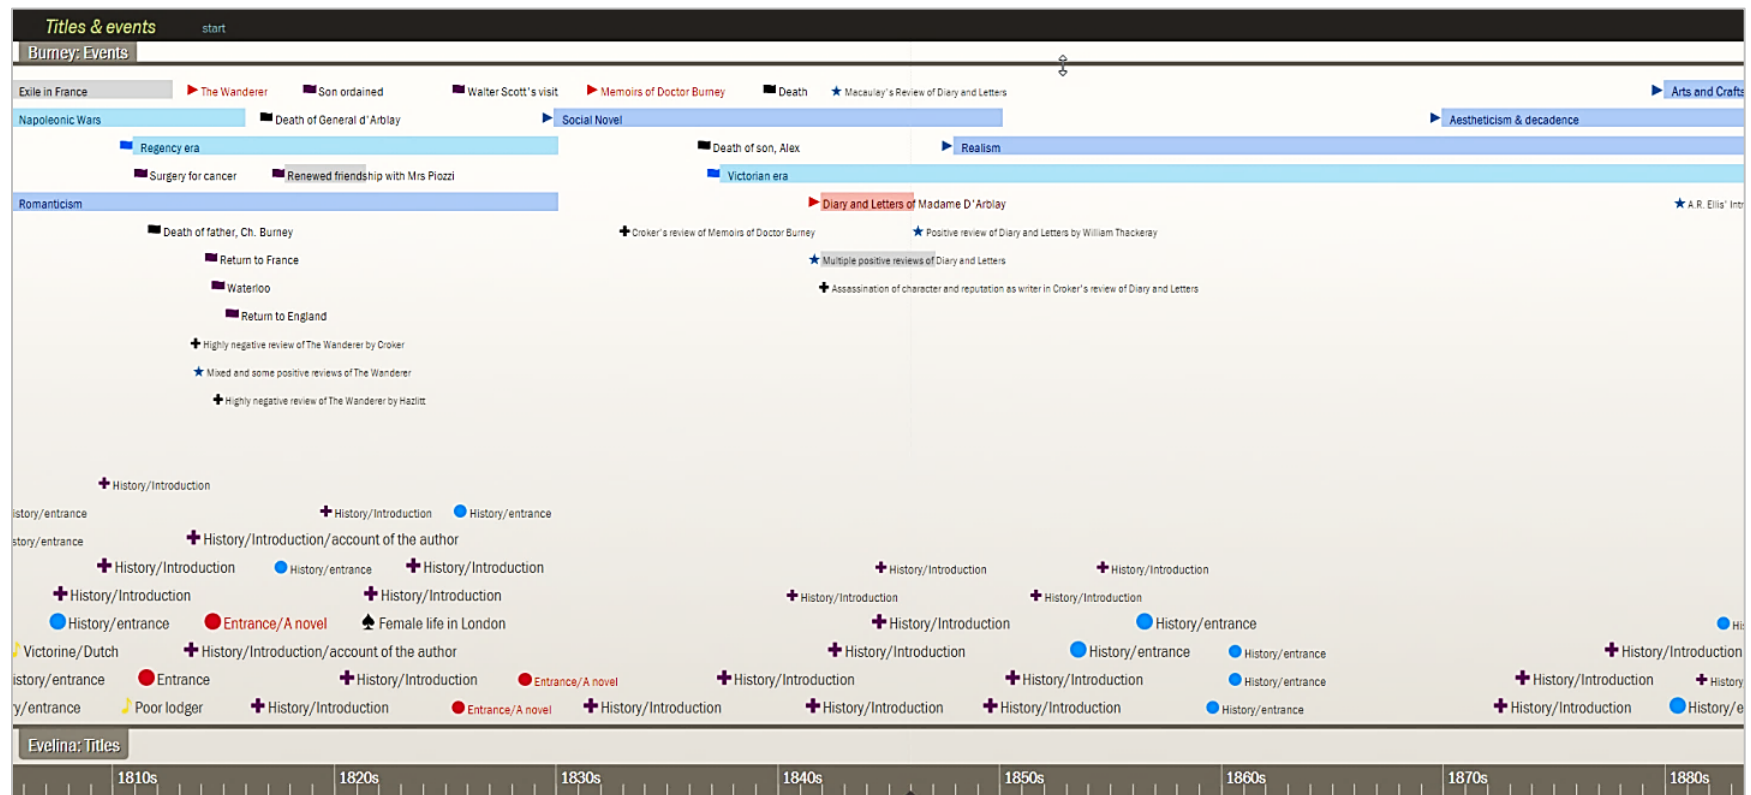 Titles & events start
Burney: Events
Exile in France The Wanderer Son ordained Walter Scott's visit Memoirs of Doctor Burney Death Macaulay's Review of Diary and Letters Arts and Crafts
Napoleonic Wars Death of General d'Arblay Social Novel Aestheticism & decadence
Regency era Death of son, Alex Realism
Surgery for cancer Renewed friendship with Mrs Piozzi Victorian era
Romanticism Diary and Letters of Madame D'Arblay A.R. Ellis' Intr
Death of father, Ch. Burney Croker's review of Memoirs of Doctor Burney Positive review of Diary and Letters by William Thackeray
Return to France Multiple positive reviews of Diary and Letters
Waterloo Assassination of character and reputation as writer in Croker's review of Diary and Letters
Return to England
Highly negative review of The Wanderer by Croker
Mixed and some positive reviews of The Wanderer
Highly negative review of The Wanderer by Hazlitt
History/Introduction
istory/entrance History/Introduction History/entrance
story/entrance History/Introduction/account of the author
History/Introduction History/entrance History/Introduction History/Introduction History/Introduction
History/Introduction History/Introduction History/Introduction History/Introduction
History/entrance Entrance/A novel Female life in London History/Introduction History/entrance His
Victorine/Dutch History/Introduction/account of the author History/Introduction History/entrance History/entrance History/Introduction
istory/entrance Entrance History/Introduction Entrance/A novel History/Introduction History/Introduction History/entrance History/Introduction History
y/entrance Poor lodger History/Introduction Entrance/A novel History/Introduction History/Introduction History/Introduction History/entrance History/Introduction History/e
Evelina: Titles
1810s 1820s 1830s 1840s 1850s 1860s 1870s 1880s